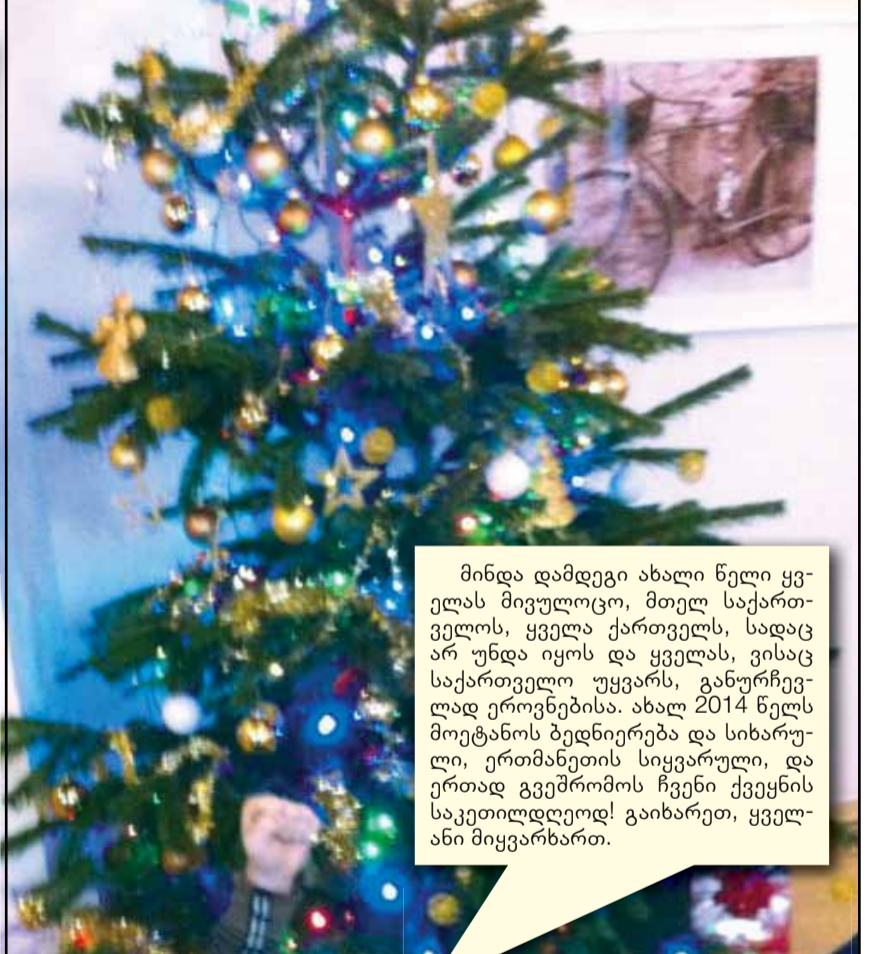 მინდა დამდეგი ახალი წელი ყვ-
ელას მივულოცო, მთელ საქართ-
ველოს, ყველა ქართველს, სადაც
არ უნდა იყოს და ყველას, ვისაც
საქართველო უყვარს, განურჩევ-
ლად ეროვნებისა. ახალ 2014 წელს
მოეტანოს ბედნიერება და სიხარუ-
ლი, ერთმანეთის სიყვარული, და
ერთად გვეშრომოს ჩვენი ქვეყნის
საკეთილდღეოდ! გაიხარეთ, ყველ-
ანი მიყვარხართ.